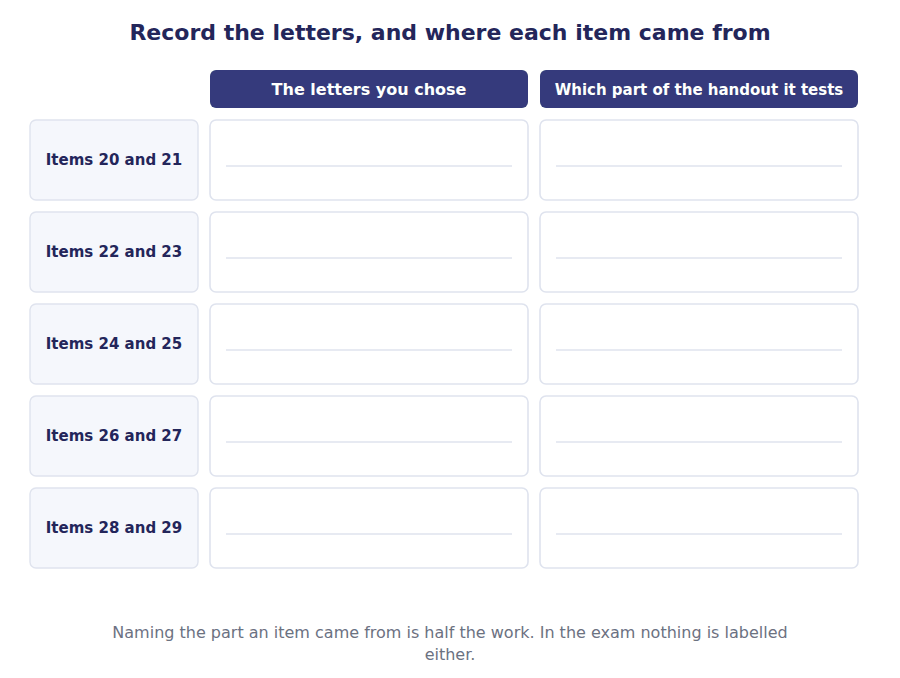 Record the letters, and where each item came from
The letters you chose
Which part of the handout it tests
Items 20 and 21
Items 22 and 23
Items 24 and 25
Items 26 and 27
Items 28 and 29
Naming the part an item came from is half the work. In the exam nothing is labelled
either.